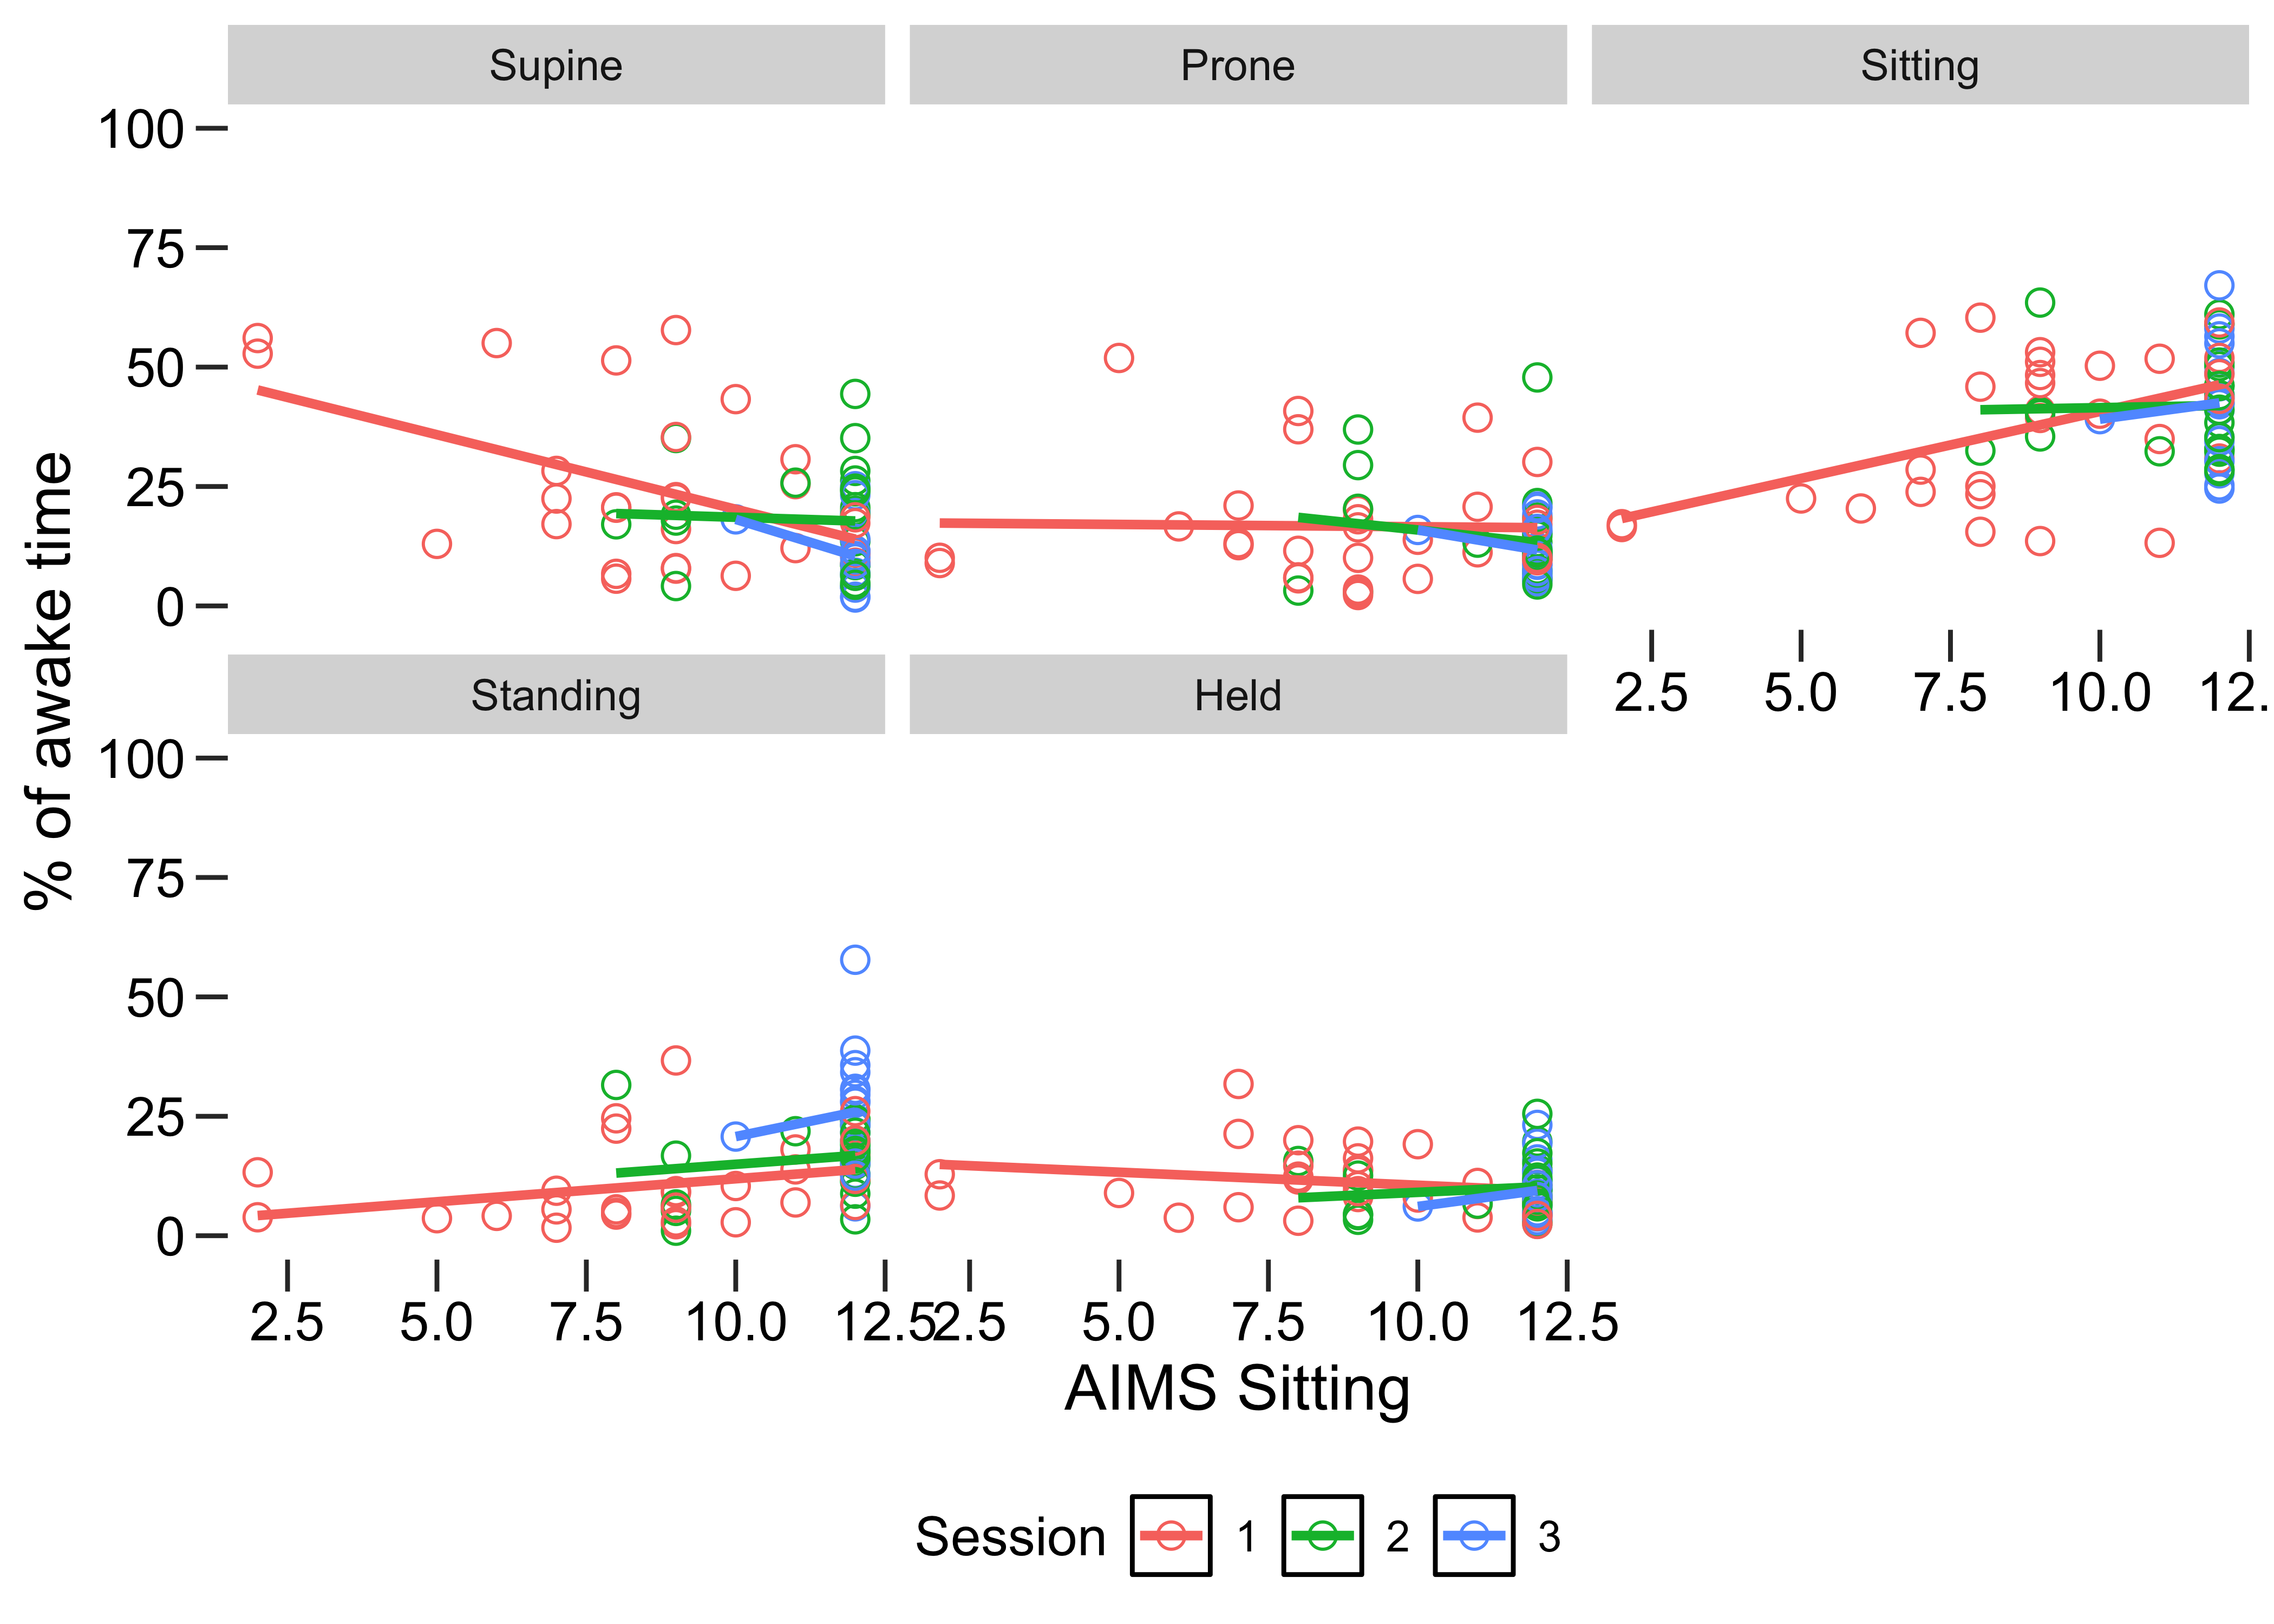 Supine Prone Sitting
100
75
50
25
0
2.5 5.0 7.5 10.0 12.
Standing Held
100
75
50
25
0
2.5 5.0 7.5 10.0 12.5 2.5 5.0 7.5 10.0 12.5
% of awake time
AIMS Sitting
Session 1 2 3